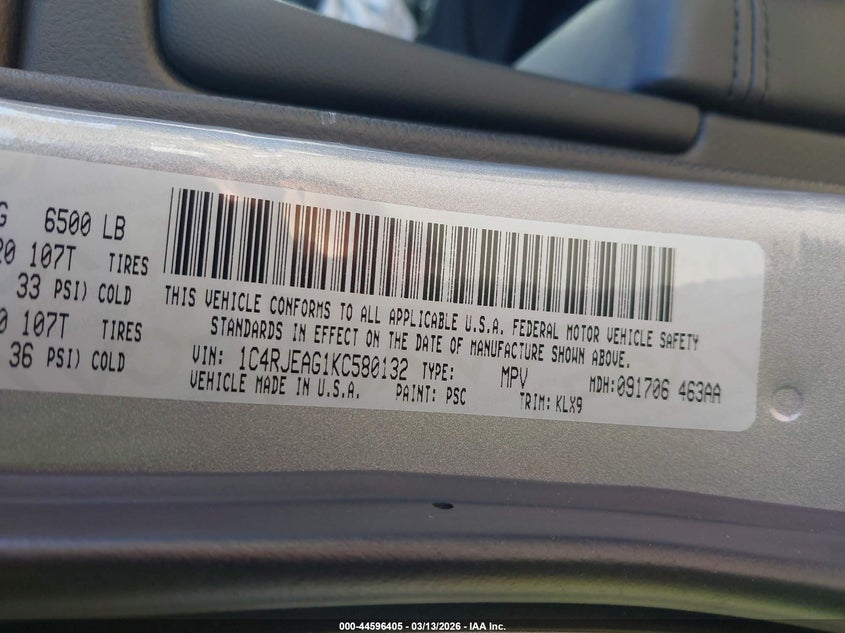 G 6500 LB
20 107T TIRES
33 PSI) COLD
0 107T TIRES
36 PSI) COLD
THIS VEHICLE CONFORMS TO ALL APPLICABLE U.S.A. FEDERAL MOTOR VEHICLE SAFETY
STANDARDS IN EFFECT ON THE DATE OF MANUFACTURE SHOWN ABOVE.
VIN: 1C4RJEAG1KC580132 TYPE: MPV MDH:091706 463AA
VEHICLE MADE IN U.S.A. PAINT: PSC TRIM: KLX9
000-44596405 - 03/13/2026 - IAA Inc.